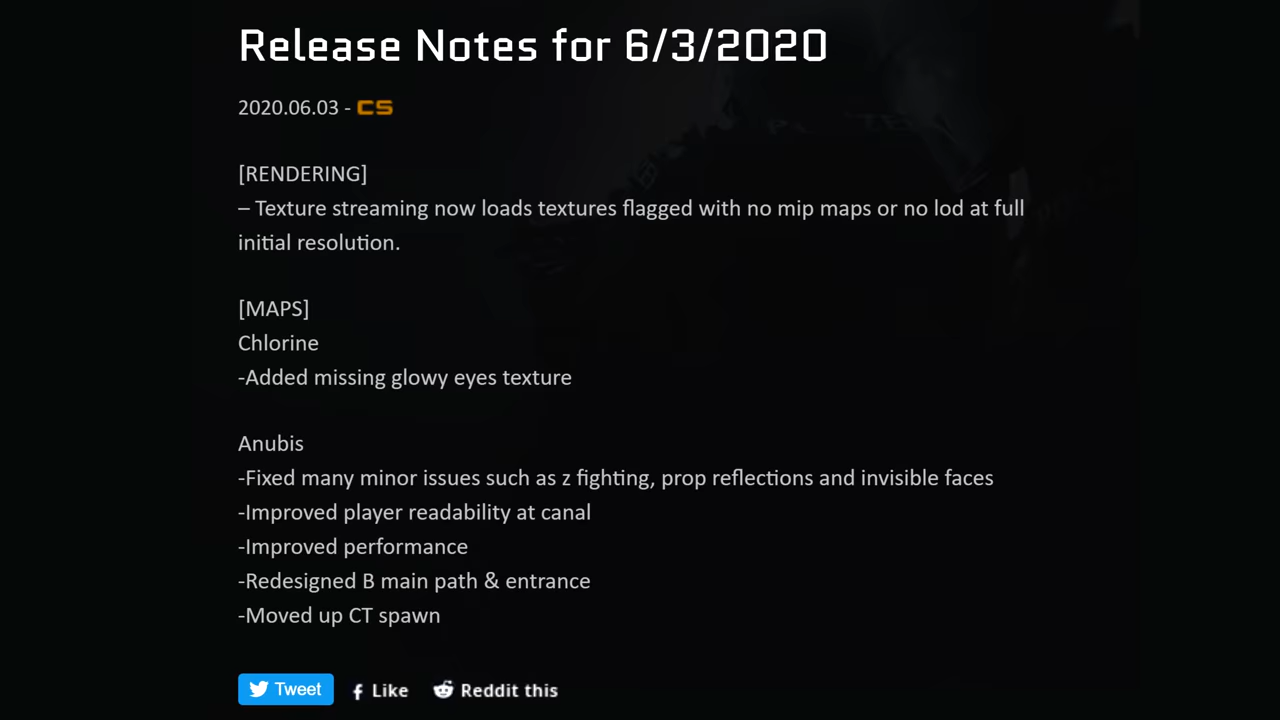 Release Notes for 6/3/2020
2020.06.03 - CS
[RENDERING]
– Texture streaming now loads textures flagged with no mip maps or no lod at full
initial resolution.
[MAPS]
Chlorine
-Added missing glowy eyes texture
Anubis
-Fixed many minor issues such as z fighting, prop reflections and invisible faces
-Improved player readability at canal
-Improved performance
-Redesigned B main path & entrance
-Moved up CT spawn
Tweet Like Reddit this